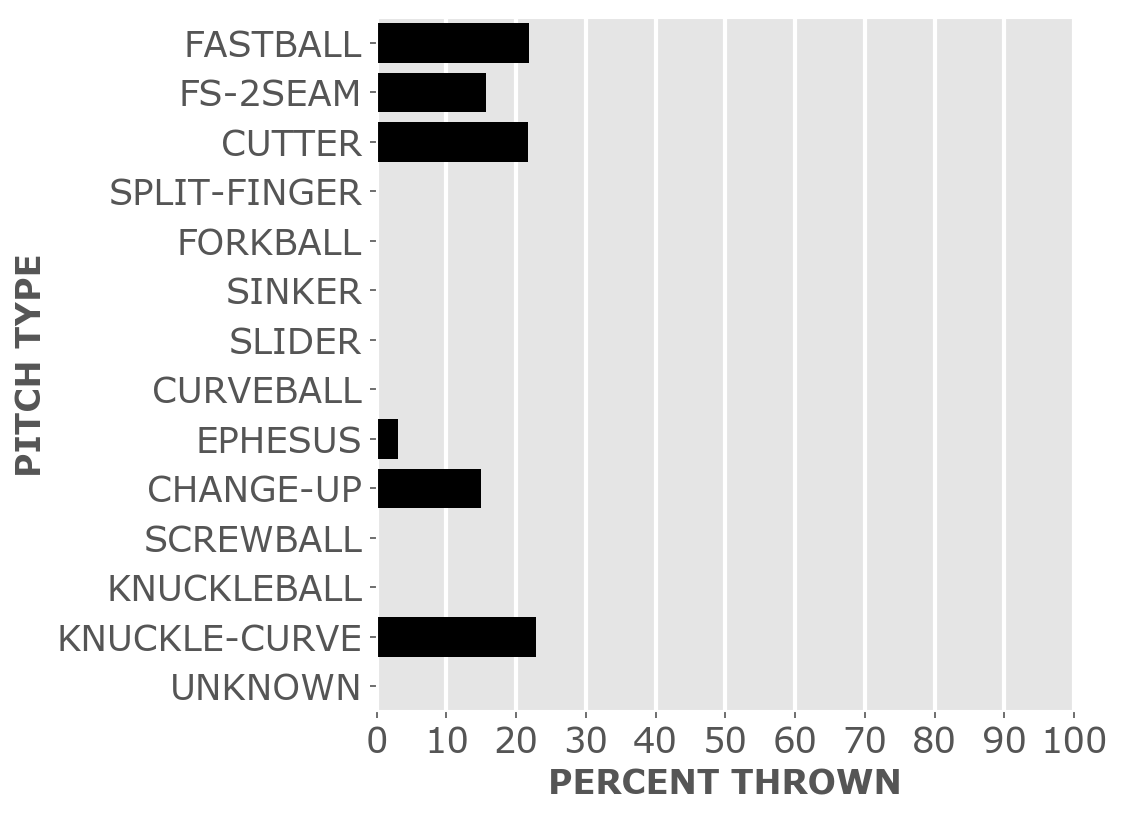 FASTBALL
FS-2SEAM
CUTTER
SPLIT-FINGER
FORKBALL
SINKER
SLIDER
CURVEBALL
EPHESUS
CHANGE-UP
SCREWBALL
KNUCKLEBALL
KNUCKLE-CURVE
UNKNOWN
PITCH TYPE
0 10 20 30 40 50 60 70 80 90 100
PERCENT THROWN